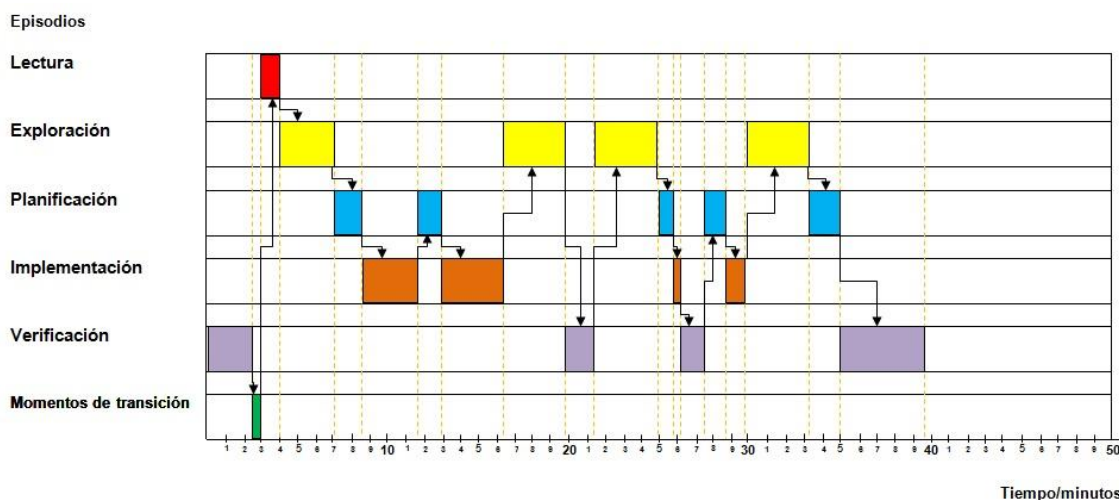 Episodios
Lectura
Exploración
Planificación
Implementación
Verificación
Momentos de transición
1 2 3 4 5 6 7 8 9 10 1 2 3 4 5 6 7 8 9 20 1 2 3 4 5 6 7 8 9 30 1 2 3 4 5 6 7 8 9 40 1 2 3 4 5 6 7 8 9 50
Tiempo/minutos